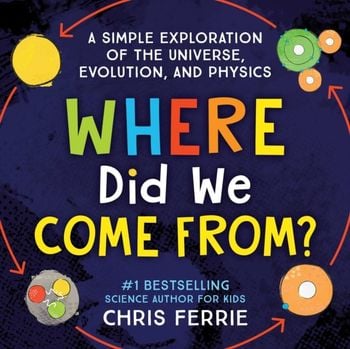 A SIMPLE EXPLORATION
OF THE UNIVERSE,
EVOLUTION, AND PHYSICS
WHERE
Did We
COME FROM?
#1 BESTSELLING
SCIENCE AUTHOR FOR KIDS
CHRIS FERRIE